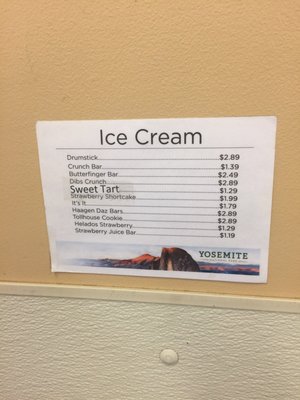 Ice Cream
Drumstick $2.89
Crunch Bar $1.39
Butterfinger Bar $2.49
Dibs Crunch $2.89
Sweet Tart $1.29
Strawberry Shortcake $1.99
It's It $1.79
Haagen Daz Bars $2.89
Tollhouse Cookie $2.89
Helados Strawberry $1.29
Strawberry Juice Bar $1.19
YOSEMITE